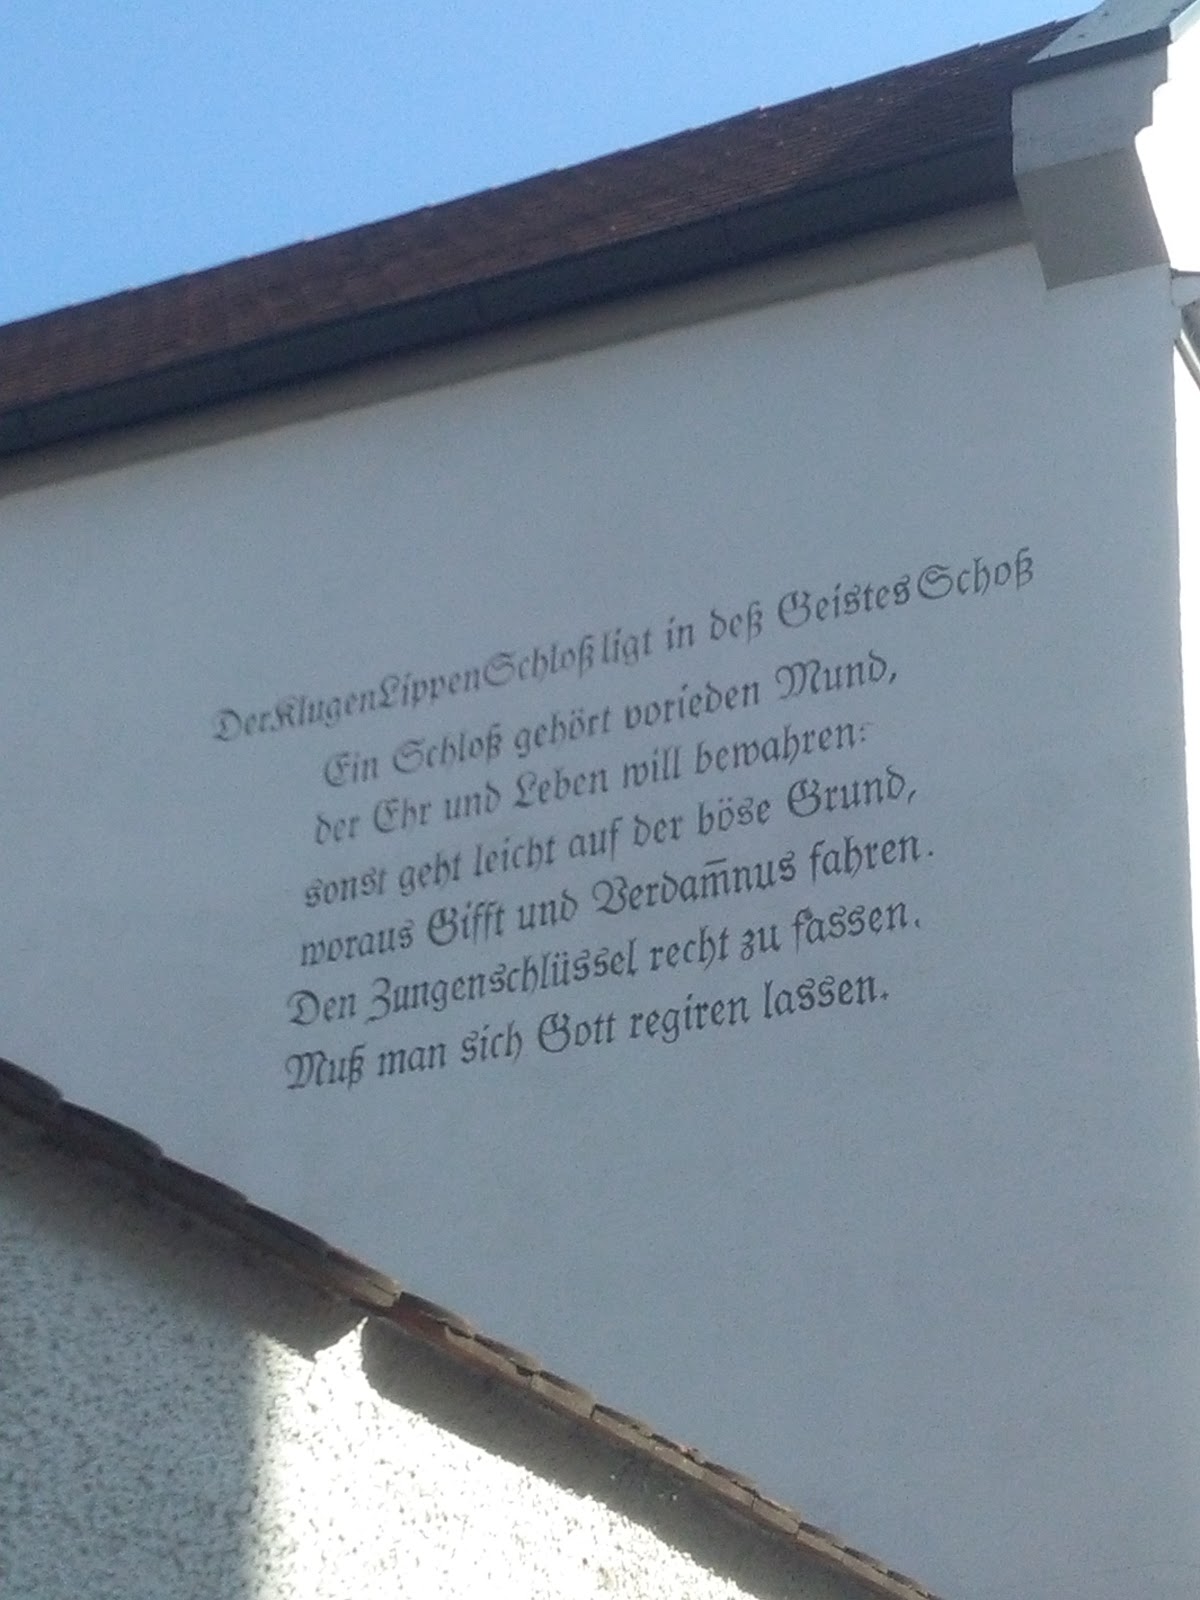 Der Klugen Lippen Schloß ligt in deß Geistes Schoß
Ein Schloß gehört vorieden Mund,
der Ehr und Leben will bewahren:
sonst geht leicht auf der böse Grund,
woraus Gifft und Verdam̅nus fahren.
Den Zungenschlüssel recht zu fassen.
Muß man sich Gott regiren lassen.